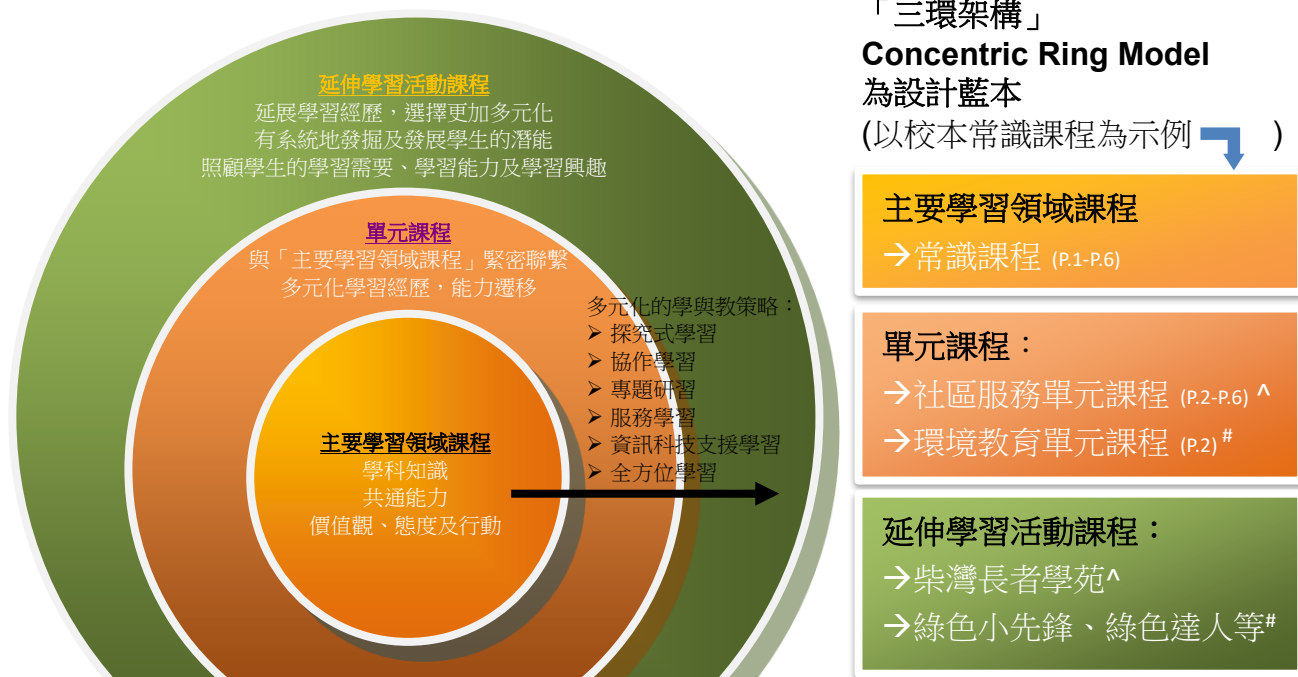 延伸學習活動課程
延展學習經歷，選擇更加多元化
有系統地發掘及發展學生的潛能
照顧學生的學習需要、學習能力及學習興趣
單元課程
與「主要學習領域課程」緊密聯繫
多元化學習經歷，能力遷移
多元化的學與教策略：
➢ 探究式學習
➢ 協作學習
➢ 專題研習
➢ 服務學習
➢ 資訊科技支援學習
➢ 全方位學習
主要學習領域課程
學科知識
共通能力
價值觀、態度及行動
「三環架構」
Concentric Ring Model
為設計藍本
(以校本常識課程為示例 )
主要學習領域課程
→常識課程 (P.1-P.6)
單元課程：
→社區服務單元課程 (P.2-P.6) ^
→環境教育單元課程 (P.2) #
延伸學習活動課程：
→柴灣長者學苑^
→綠色小先鋒、綠色達人等#